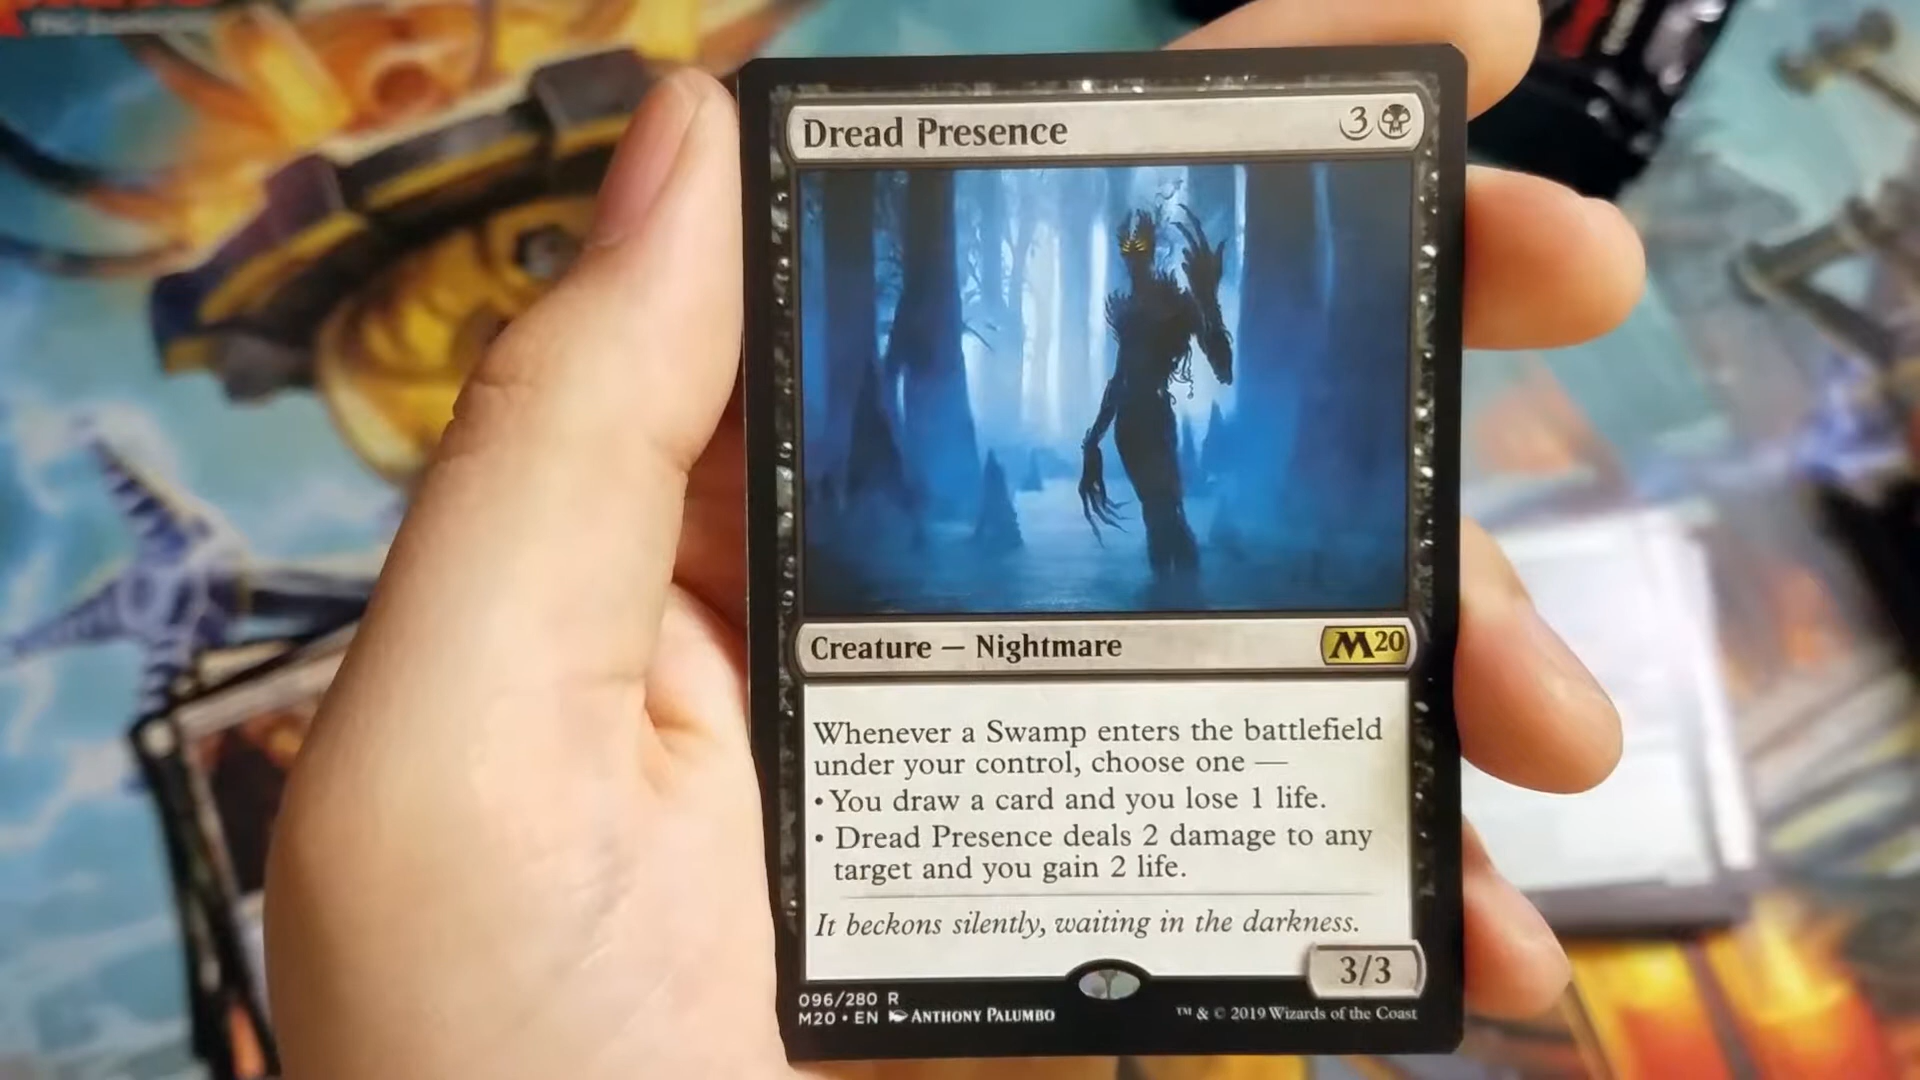 Dread Presence
3
Creature — Nightmare
M20
Whenever a Swamp enters the battlefield
under your control, choose one —
• You draw a card and you lose 1 life.
• Dread Presence deals 2 damage to any
target and you gain 2 life.
It beckons silently, waiting in the darkness.
3/3
096/280 R
M20 • EN ANTHONY PALUMBO
™ & © 2019 Wizards of the Coast